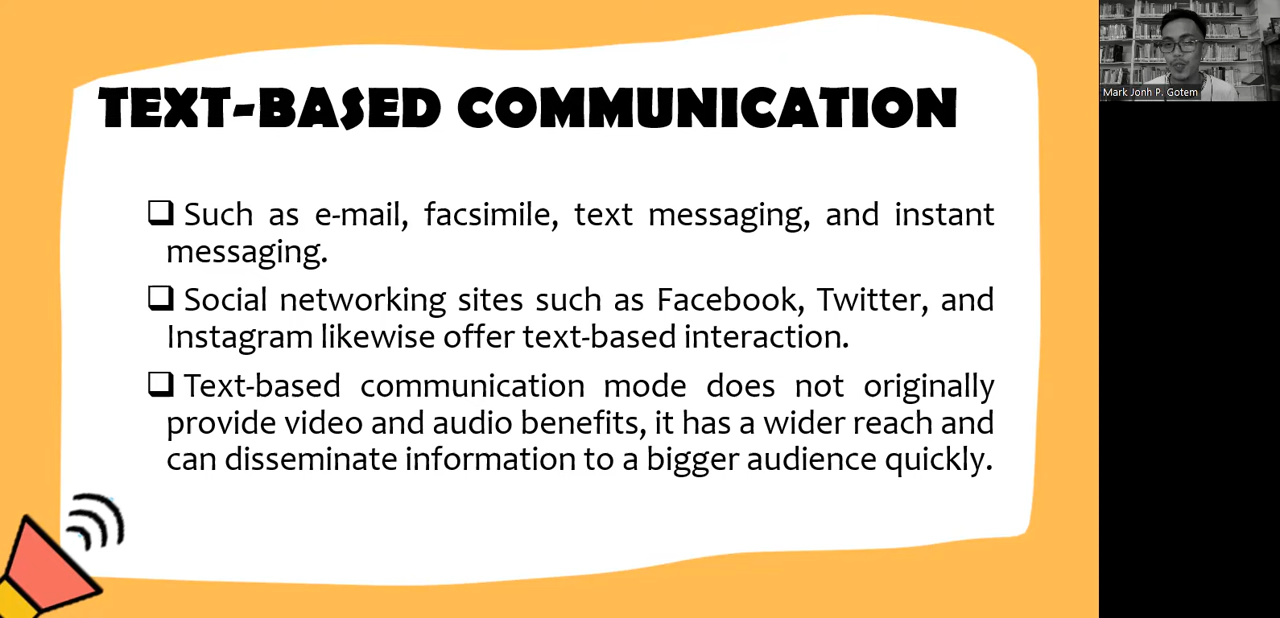 TEXT-BASED COMMUNICATION
Such as e-mail, facsimile, text messaging, and instant
messaging.
Social networking sites such as Facebook, Twitter, and
Instagram likewise offer text-based interaction.
Text-based communication mode does not originally
provide video and audio benefits, it has a wider reach and
can disseminate information to a bigger audience quickly.
Mark Jonh P. Gotem